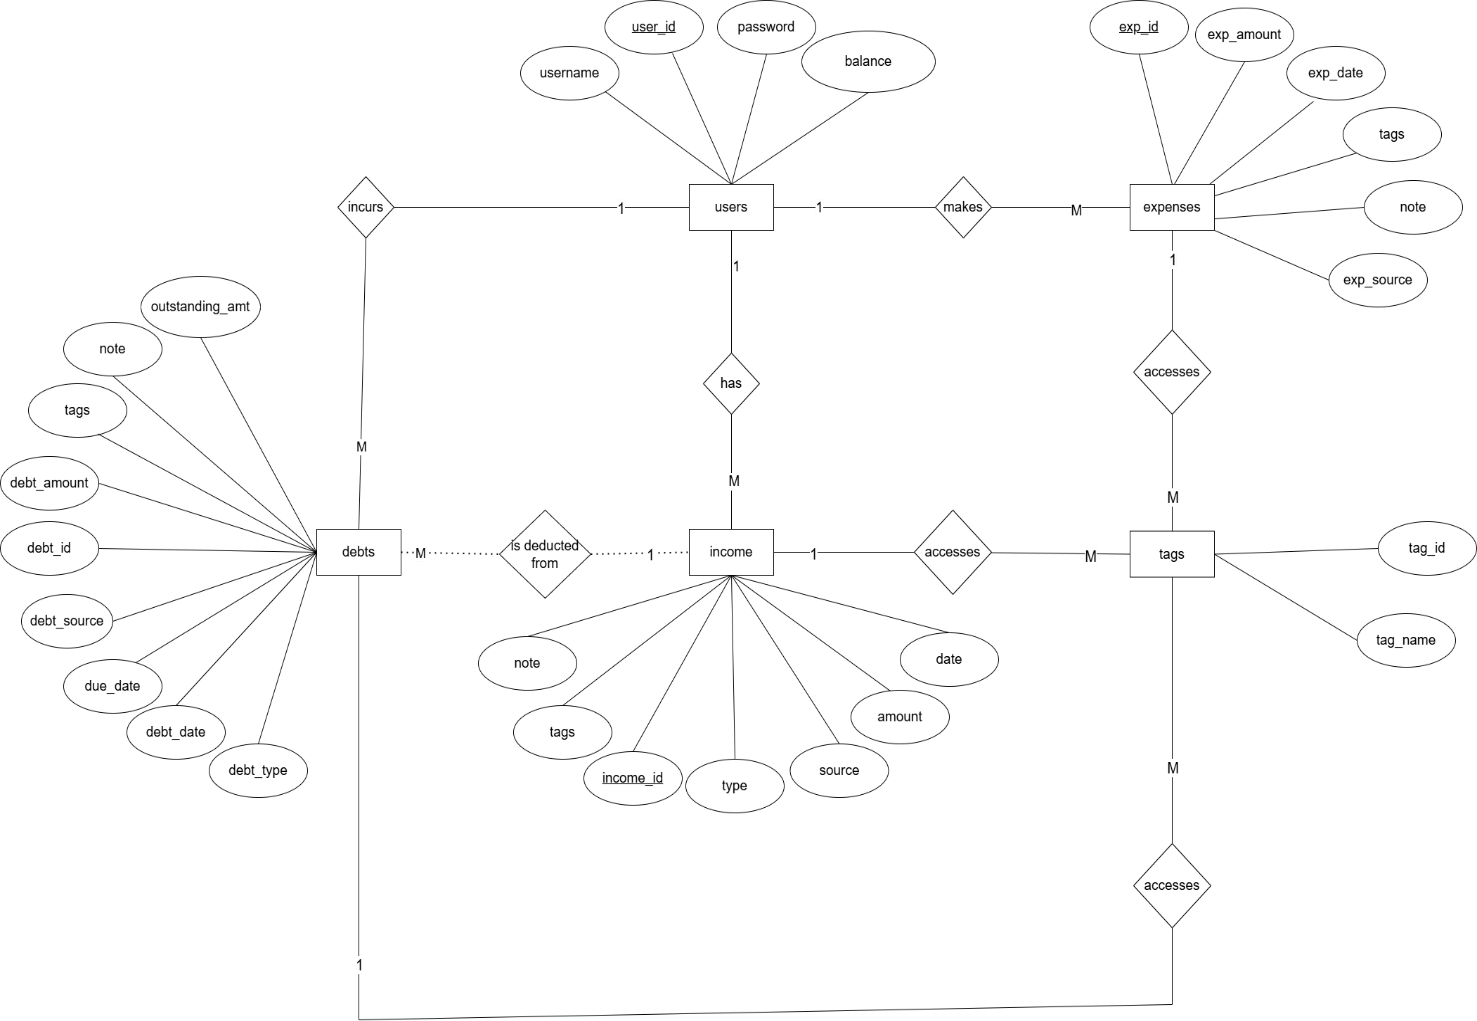 user_id
password
exp_id
exp_amount
username
balance
exp_date
tags
incurs
1
users
1
makes
M
expenses
note
1
1
exp_source
outstanding_amt
note
accesses
has
tags
M
debt_amount
M
M
debt_id
debts
M
is deducted
from
1
income
1
accesses
M
tags
tag_id
debt_source
tag_name
note
date
due_date
amount
debt_date
tags
debt_type
income_id
type
source
M
accesses
1